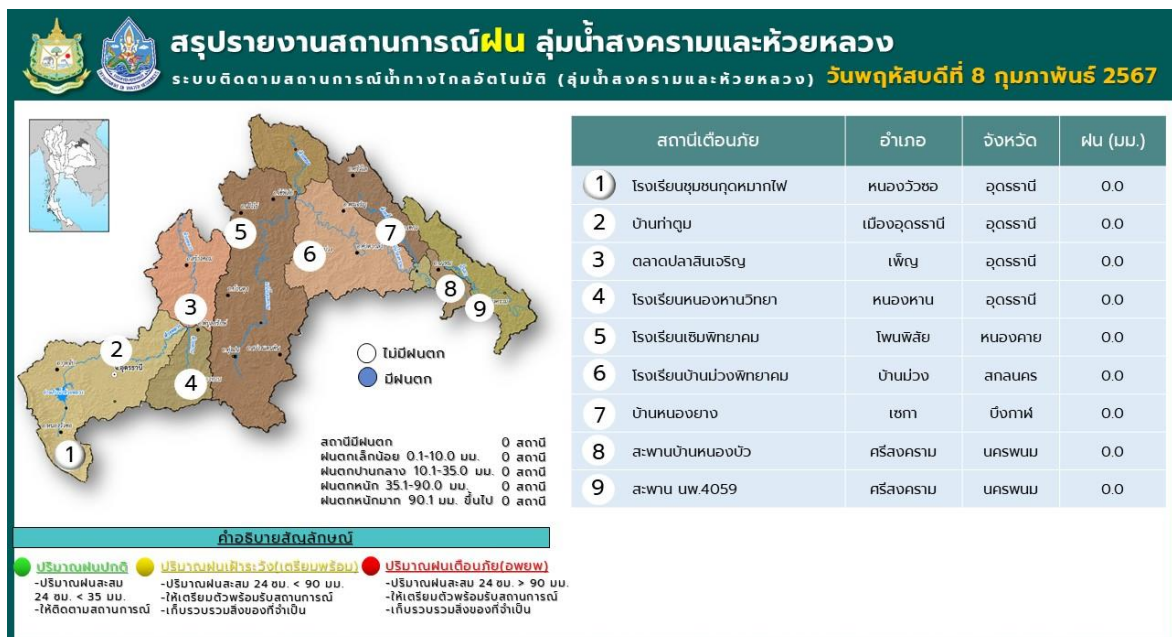 สรุปรายงานสถานการณ์ฝน ลุ่มน้ำสงครามและห้วยหลวง
ระบบติดตามสถานการณ์น้ำทางไกลอัตโนมัติ (ลุ่มน้ำสงครามและห้วยหลวง) วันพฤหัสบดีที่ 8 กุมภาพันธ์ 2567
สถานีเตือนภัย อำเภอ จังหวัด ฝน (มม.)
1 โรงเรียนชุมชนกุดหมากไฟ หนองวัวซอ อุดรธานี 0.0
2 บ้านท่าตูม เมืองอุดรธานี อุดรธานี 0.0
3 ตลาดปลาสินเจริญ เพ็ญ อุดรธานี 0.0
4 โรงเรียนหนองหานวิทยา หนองหาน อุดรธานี 0.0
5 โรงเรียนเซิมพิทยาคม โพนพิสัย หนองคาย 0.0
6 โรงเรียนบ้านม่วงพิทยาคม บ้านม่วง สกลนคร 0.0
7 บ้านหนองยาง เซกา บึงกาฬ 0.0
8 สะพานบ้านหนองบัว ศรีสงคราม นครพนม 0.0
9 สะพาน นพ.4059 ศรีสงคราม นครพนม 0.0
5
7
6
8
3
9
2
4
1
อ.อุดรธานี
ไม่มีฝนตก
มีฝนตก
สถานีมีฝนตก 0 สถานี
ฝนตกเล็กน้อย 0.1-10.0 มม. 0 สถานี
ฝนตกปานกลาง 10.1-35.0 มม. 0 สถานี
ฝนตกหนัก 35.1-90.0 มม. 0 สถานี
ฝนตกหนักมาก 90.1 มม. ขึ้นไป 0 สถานี
คำอธิบายสัญลักษณ์
ปริมาณฝนปกติ
-ปริมาณฝนสะสม
24 ชม. < 35 มม.
-ให้ติดตามสถานการณ์
ปริมาณฝนเฝ้าระวัง(เตรียมพร้อม)
-ปริมาณฝนสะสม 24 ชม. < 90 มม.
-ให้เตรียมตัวพร้อมรับสถานการณ์
-เก็บรวบรวมสิ่งของที่จำเป็น
ปริมาณฝนเตือนภัย(อพยพ)
-ปริมาณฝนสะสม 24 ชม. > 90 มม.
-ให้เตรียมตัวพร้อมรับสถานการณ์
-เก็บรวบรวมสิ่งของที่จำเป็น